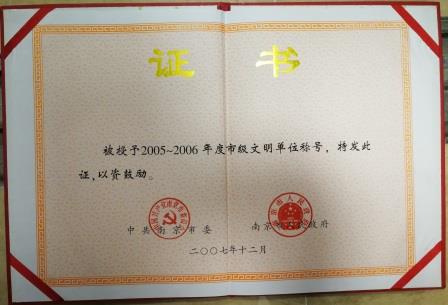 证书
被授予2005~2006年度市级文明单位称号，特发此
证，以资鼓励。
中共南京市委 南京市人民政府
二〇〇七年十二月